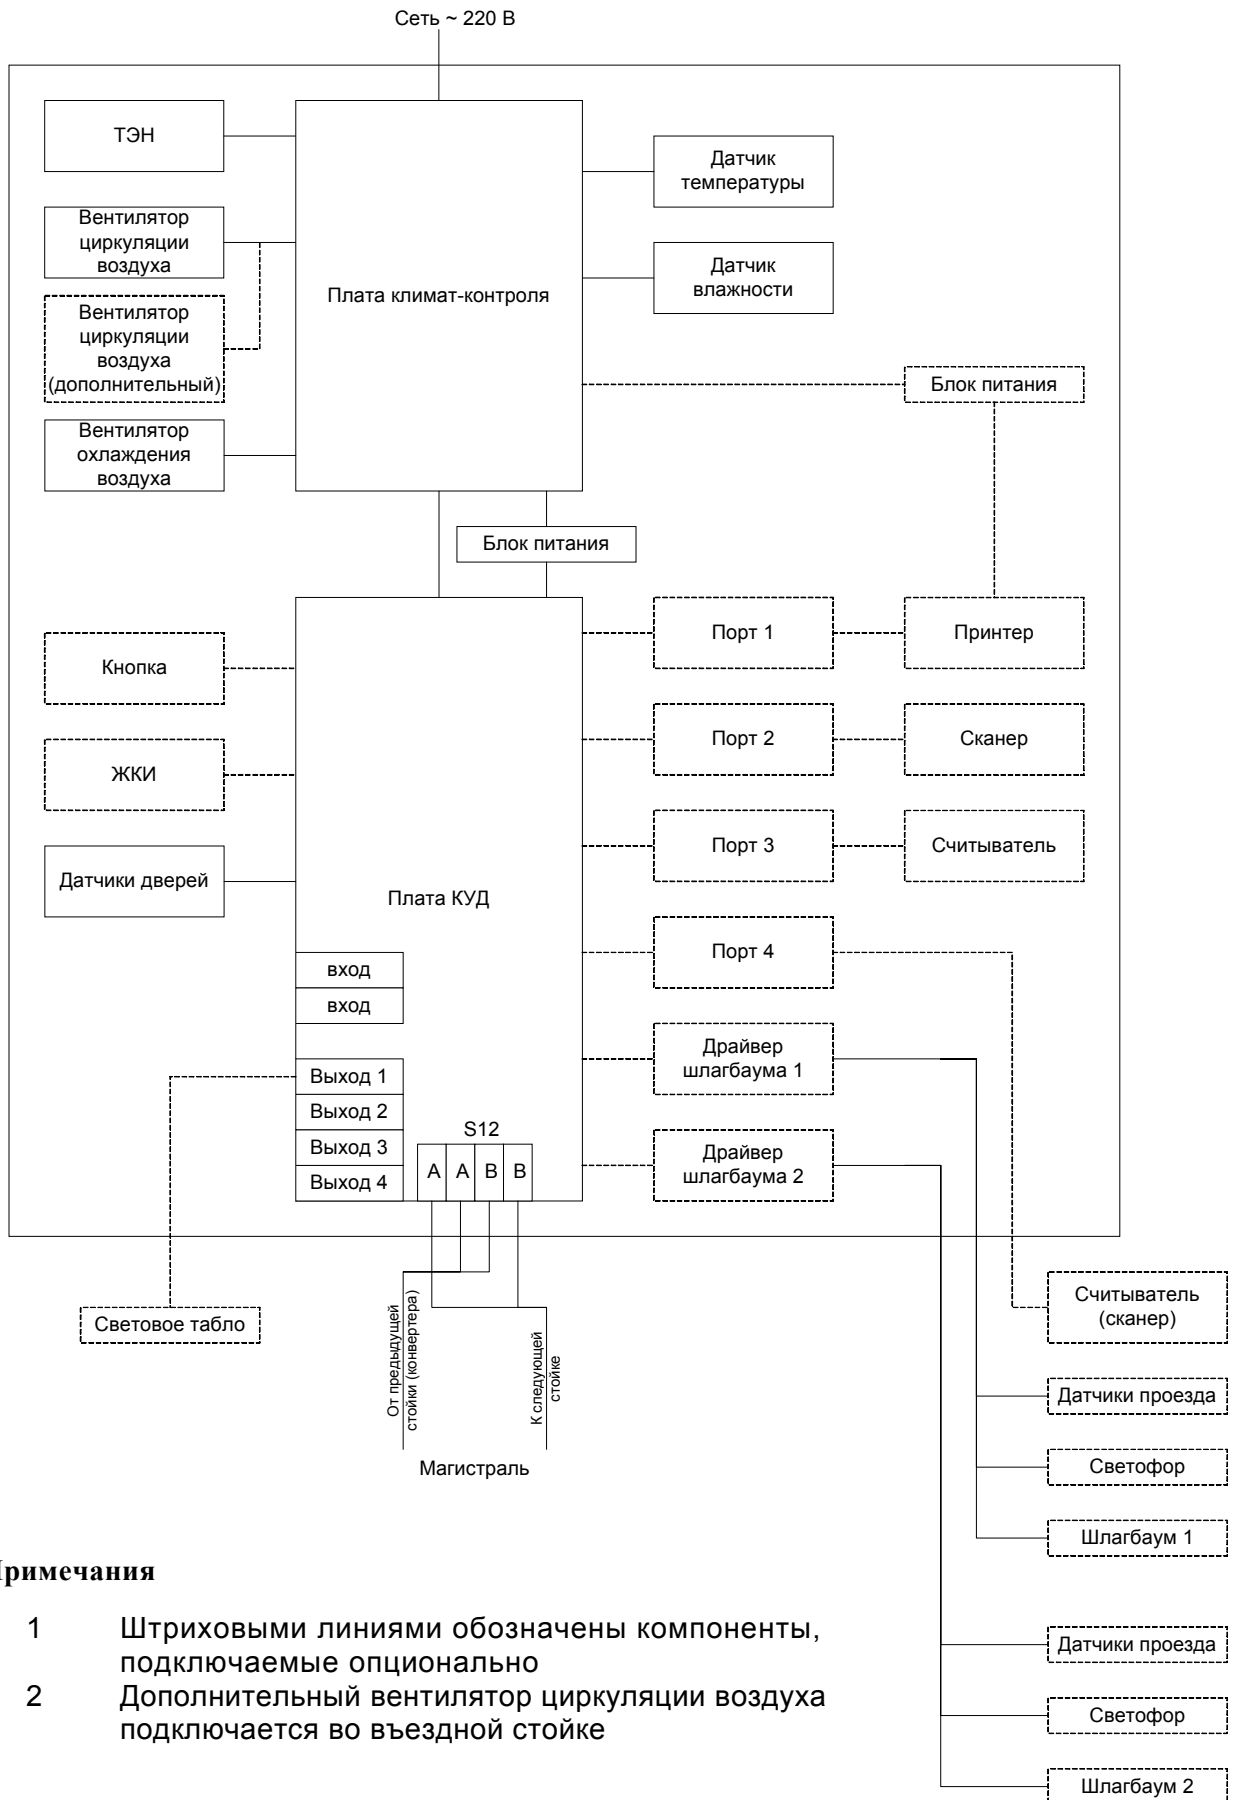 Сеть ~ 220 В
ТЭН
Датчик
температуры
Вентилятор
циркуляции
воздуха
Датчик
влажности
Плата климат-контроля
Вентилятор
циркуляции
воздуха
(дополнительный)
Блок питания
Вентилятор
охлаждения
воздуха
Блок питания
Кнопка
Порт 1
Принтер
ЖКИ
Порт 2
Сканер
Датчики дверей
Порт 3
Считыватель
Плата КУД
Порт 4
вход
вход
Драйвер
шлагбаума 1
Выход 1
Выход 2
Выход 3
Выход 4
S12
А А В В
Драйвер
шлагбаума 2
Световое табло
От предыдущей
стойки (конвертера)
К следующей
стойке
Магистраль
Считыватель
(сканер)
Датчики проезда
Светофор
Шлагбаум 1
Датчики проезда
Светофор
Шлагбаум 2
Примечания
1 Штриховыми линиями обозначены компоненты,
подключаемые опционально
2 Дополнительный вентилятор циркуляции воздуха
подключается во въездной стойке